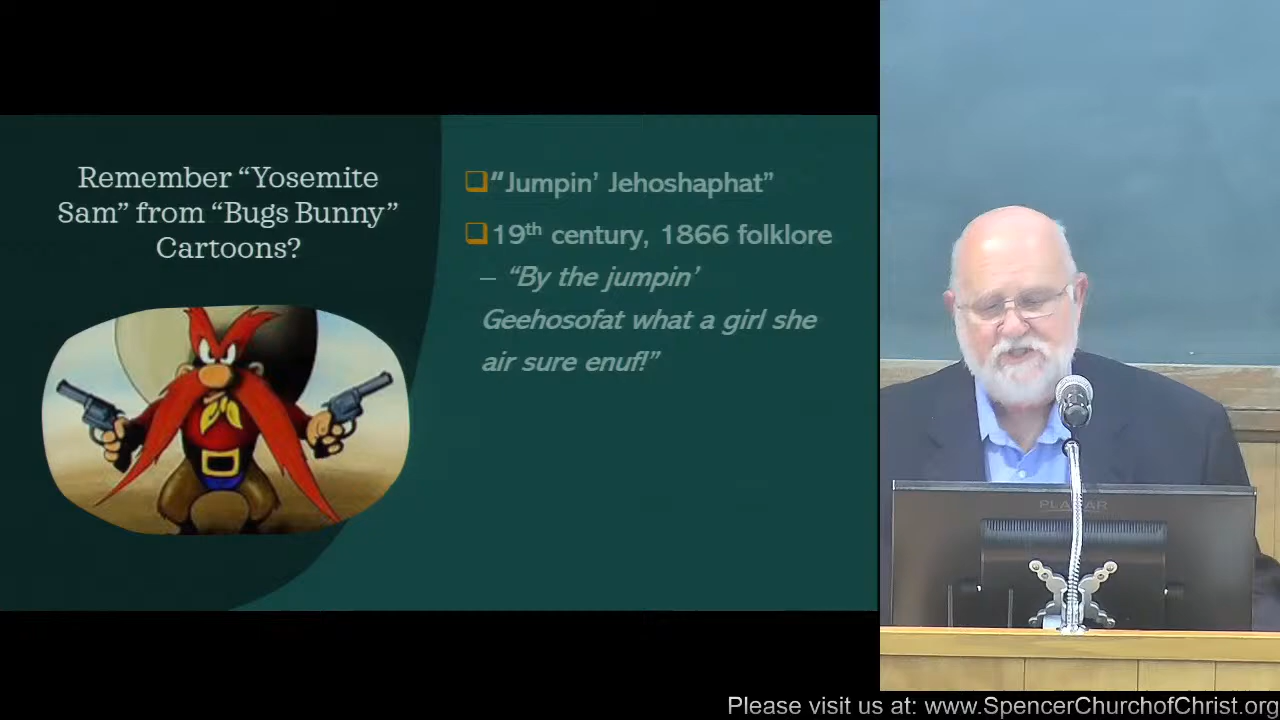 Remember “Yosemite
Sam” from “Bugs Bunny”
Cartoons?
“Jumpin’ Jehoshaphat”
19th century, 1866 folklore
– “By the jumpin’
Geehosofat what a girl she
air sure enuf!”
PLANAR
Please visit us at: www.SpencerChurchofChrist.org